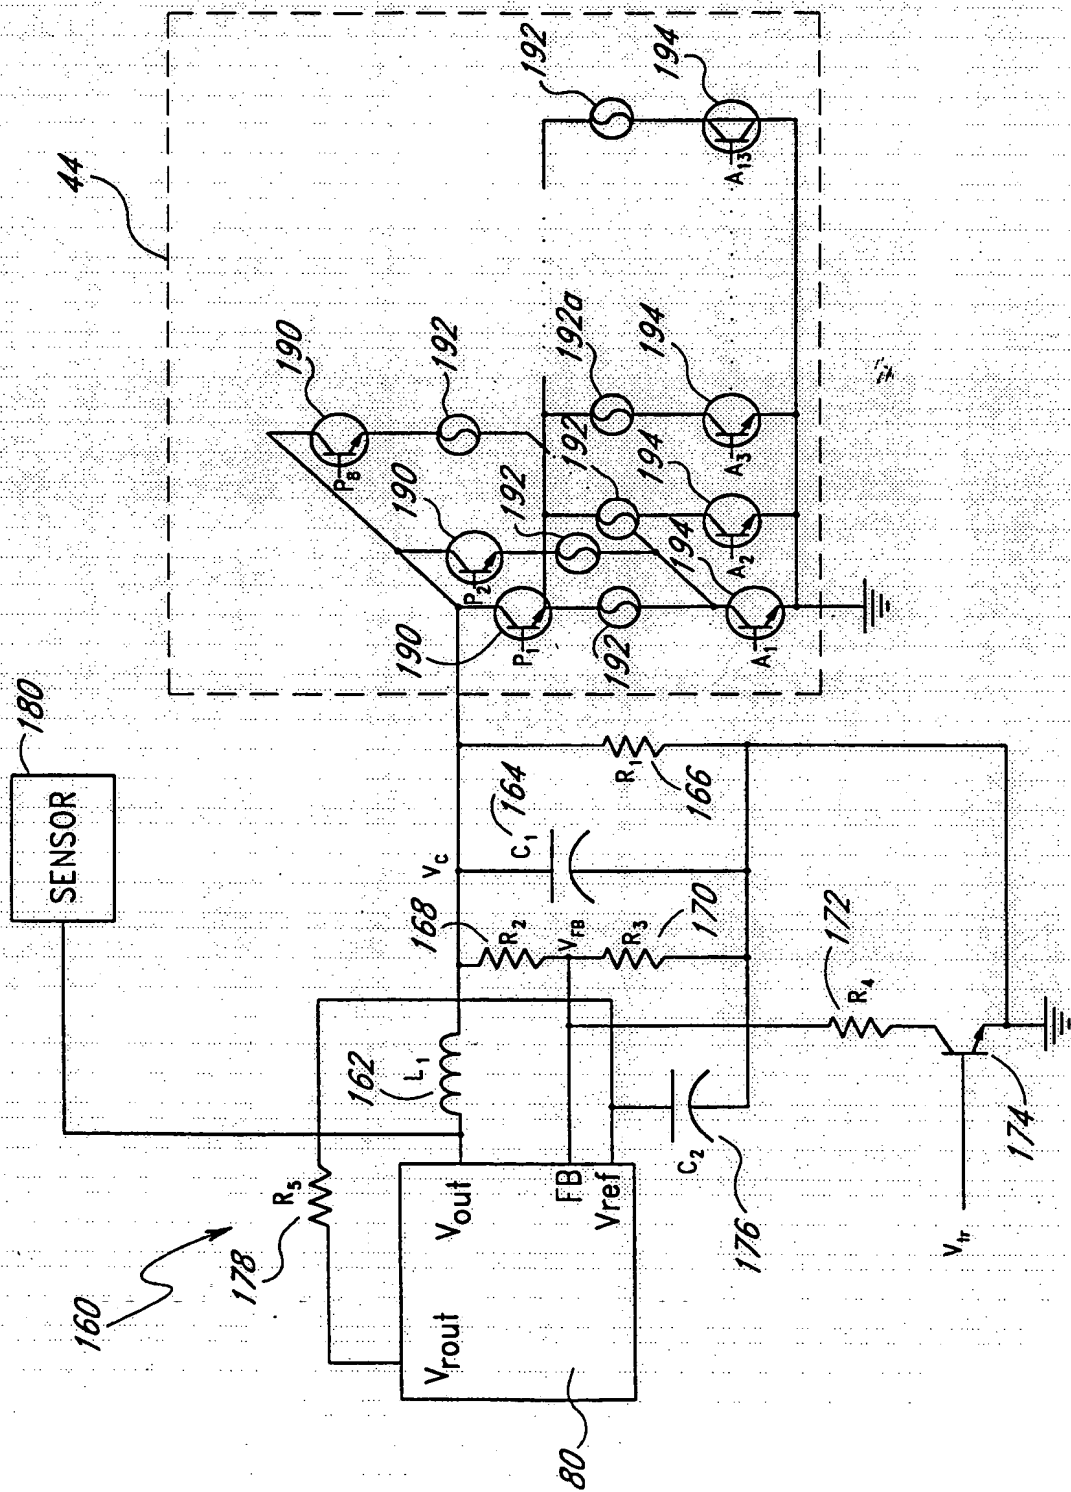 160
178
R5
162
L1
SENSOR
180
44
80
Vrout
Vout
FB
Vref
C2
176
168
R2
VC
C1
164
VFB
R3
170
R1
166
172
R4
Vtr
174
190
P1
192
A1
194
190
P2
192
A2
194
192
190
P8
192
192a
A3
194
192
A13
194